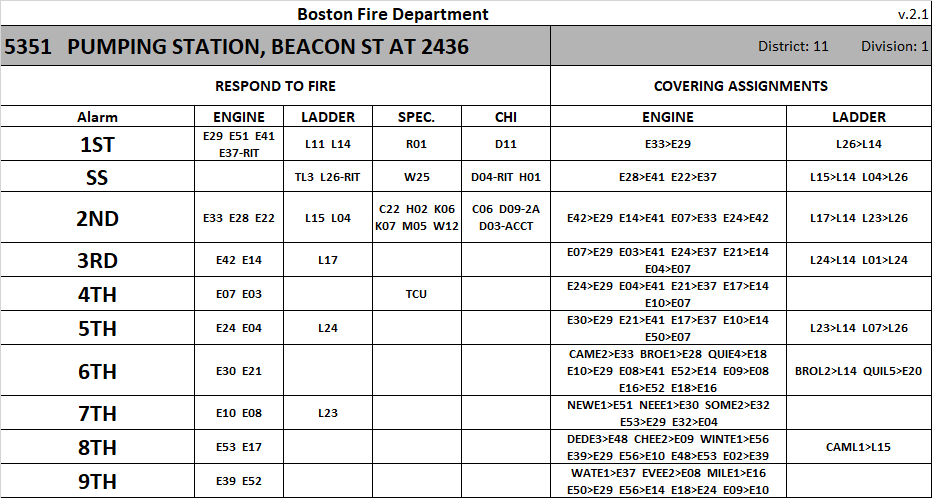 Boston Fire Department v.2.1
5351 PUMPING STATION, BEACON ST AT 2436 District: 11 Division: 1
RESPOND TO FIRE COVERING ASSIGNMENTS
Alarm ENGINE LADDER SPEC. CHI ENGINE LADDER
1ST E29 E51 E41 L11 L14 R01 D11 E33>E29 L26>L14
E37-RIT
SS TL3 L26-RIT W25 D04-RIT H01 E28>E41 E22>E37 L15>L14 L04>L26
2ND E33 E28 E22 L15 L04 C22 H02 K06 C06 D09-2A E42>E29 E14>E41 E07>E33 E24>E42 L17>L14 L23>L26
K07 M05 W12 D03-ACCT
3RD E42 E14 L17 E07>E29 E03>E41 E24>E37 E21>E14 L24>L14 L01>L24
E04>E07
4TH E07 E03 TCU E24>E29 E04>E41 E21>E37 E17>E14
E10>E07
5TH E24 E04 L24 E30>E29 E21>E41 E17>E37 E10>E14 L23>L14 L07>L26
E50>E07
6TH E30 E21 CAME2>E33 BROE1>E28 QUIE4>E18
E10>E29 E08>E41 E52>E14 E09>E08 BROL2>L14 QUIL5>E20
E16>E52 E18>E16
7TH E10 E08 L23 NEWE1>E51 NEEE1>E30 SOME2>E32
E53>E29 E32>E04
8TH E53 E17 DEDE3>E48 CHEE2>E09 WINTE1>E56 CAML1>L15
E39>E29 E56>E10 E48>E53 E02>E39
9TH E39 E52 WATE1>E37 EVEE2>E08 MILE1>E16
E50>E29 E56>E14 E18>E24 E09>E10